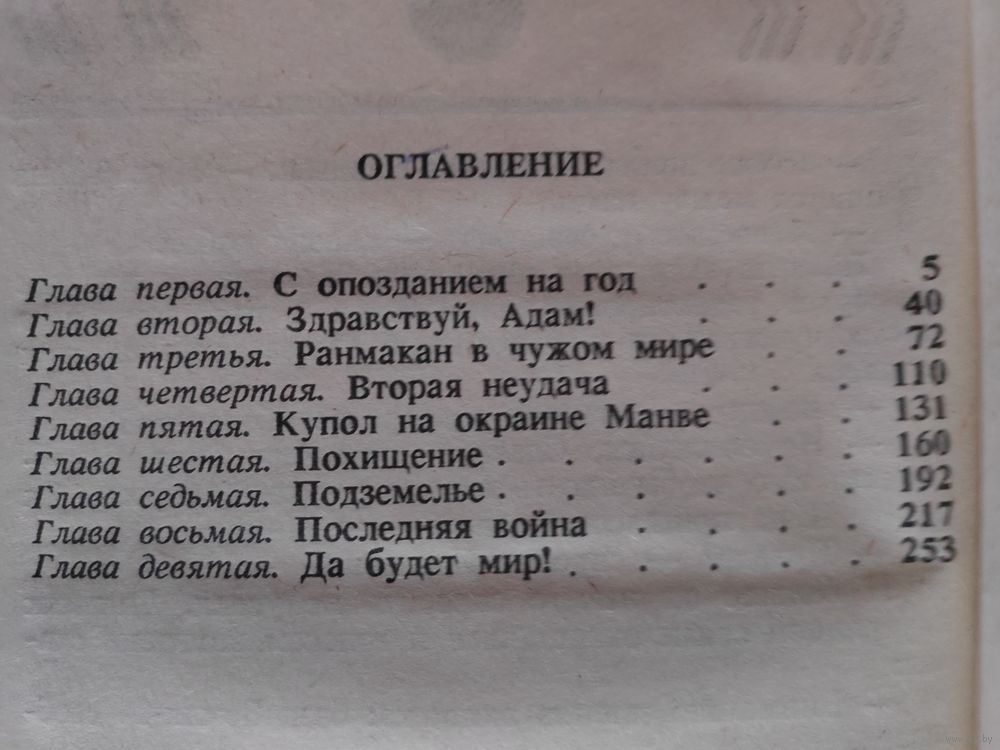 ОГЛАВЛЕНИЕ
Глава первая. С опозданием на год . . . 5
Глава вторая. Здравствуй, Адам! . . . 40
Глава третья. Ранмакан в чужом мире . . 72
Глава четвертая. Вторая неудача . . . 110
Глава пятая. Купол на окраине Манве . . 131
Глава шестая. Похищение . . . . . . 160
Глава седьмая. Подземелье . . . . . . 192
Глава восьмая. Последняя война . . . . 217
Глава девятая. Да будет мир! . . . . . 253